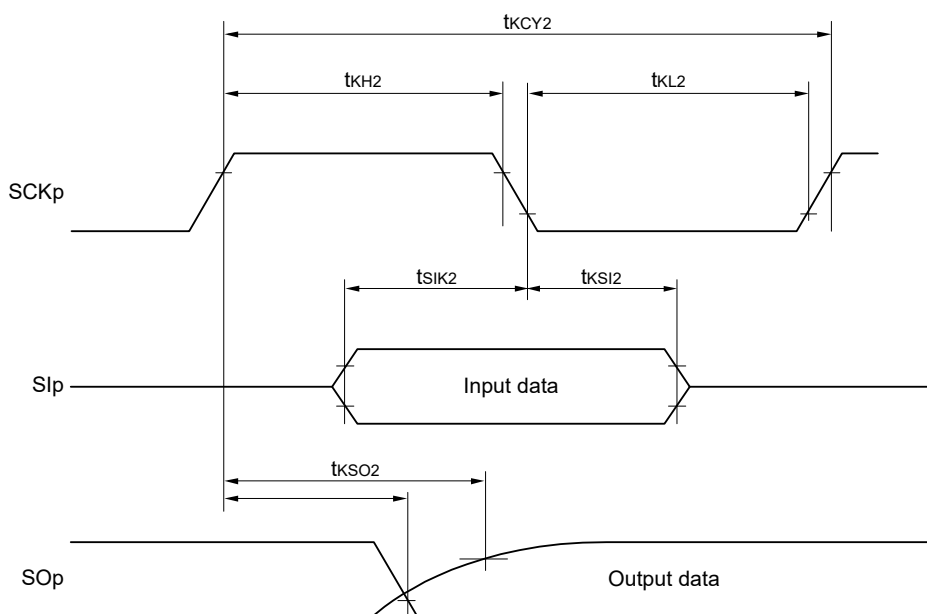 tKCY2
tKH2
tKL2
SCKp
tSIK2
tKSI2
SIp
Input data
tKSO2
SOp
Output data